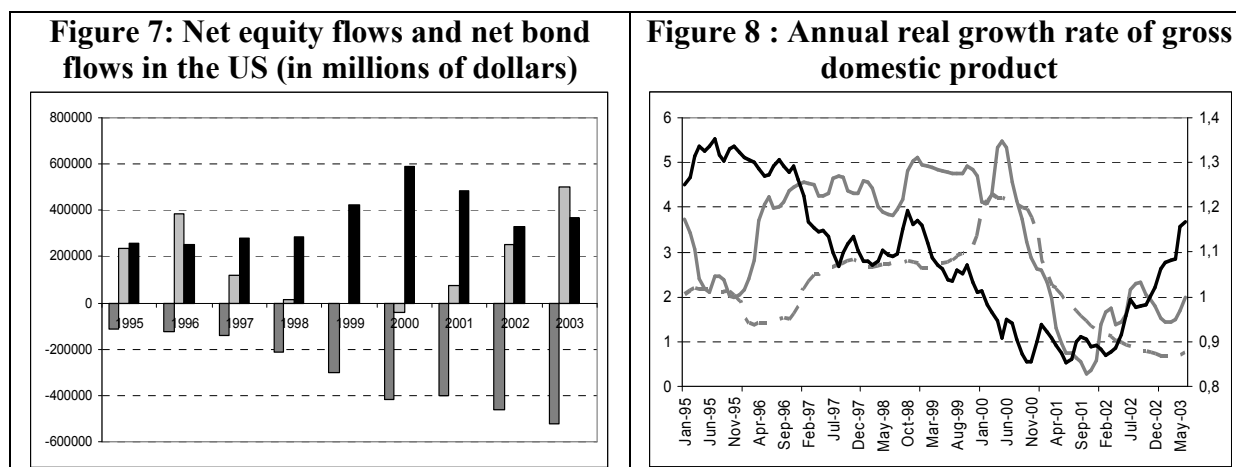 Figure 7: Net equity flows and net bond
flows in the US (in millions of dollars)
800000
600000
400000
200000
0
-200000
-400000
-600000
1995
1996
1997
1998
1999
2000
2001
2002
2003
Figure 8 : Annual real growth rate of gross
domestic product
6
5
4
3
2
1
0
1,4
1,3
1,2
1,1
1
0,9
0,8
Jan-95
Jun-95
Nov-95
Apr-96
Sep-96
Feb-97
Jul-97
Dec-97
May-98
Oct-98
Mar-99
Aug-99
Jan-00
Jun-00
Nov-00
Apr-01
Sep-01
Feb-02
Jul-02
Dec-02
May-03